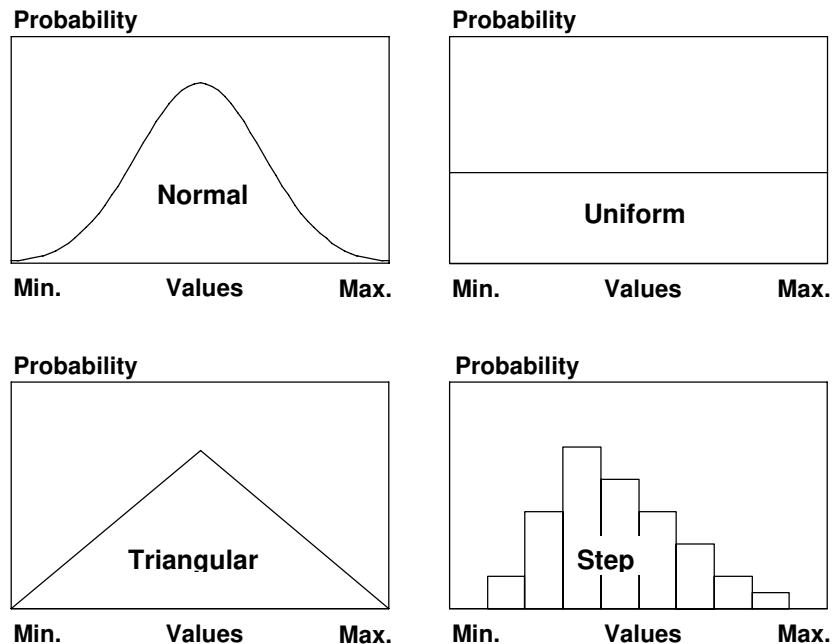 Probability
Normal
Min. Values Max.
Probability
Uniform
Min. Values Max.
Probability
Triangular
Min. Values Max.
Probability
Step
Min. Values Max.